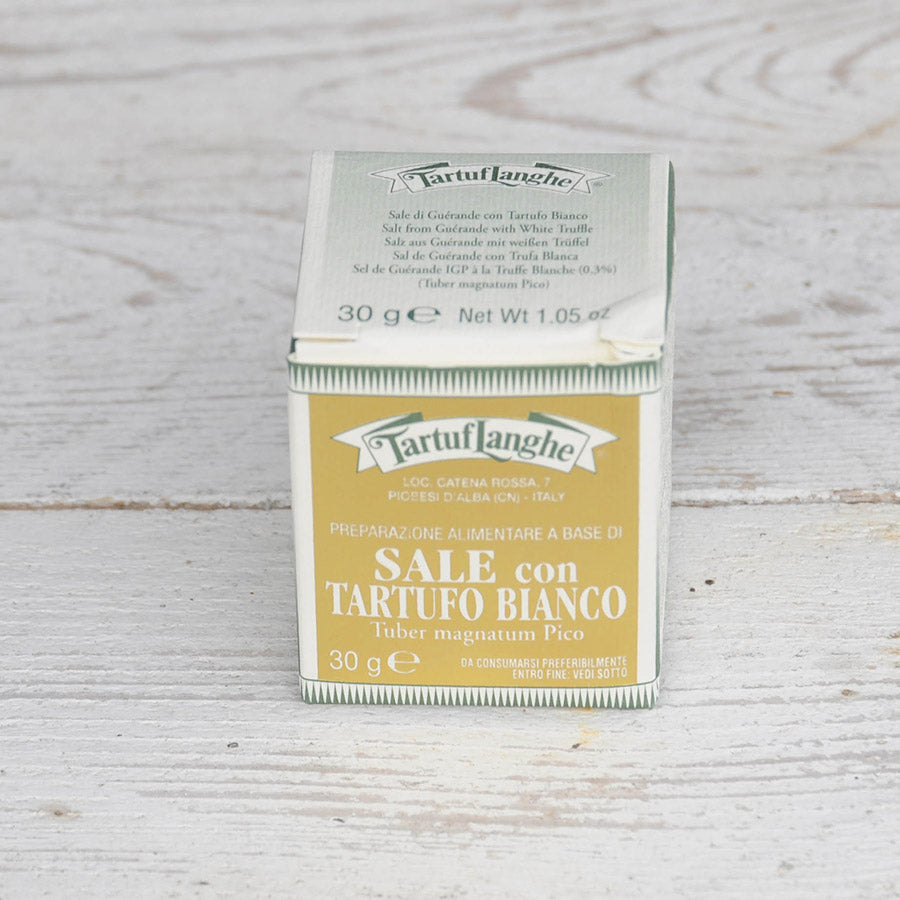 TartufLanghe®
Sale di Guérande con Tartufo Bianco
Salt from Guérande with White Truffle
Salz aus Guérande mit weißen Trüffel
Sal de Guérande con Trufa Blanca
Sel de Guérande IGP à la Truffe Blanche (0.3%)
(Tuber magnatum Pico)
30 g℮ Net Wt 1.05 oz
TartufLanghe®
LOC. CATENA ROSSA, 7
PIOBESI D'ALBA (CN) - ITALY
PREPARAZIONE ALIMENTARE A BASE DI
SALE con
TARTUFO BIANCO
Tuber magnatum Pico
30 g℮
DA CONSUMARSI PREFERIBILMENTE
ENTRO FINE: VEDI SOTTO